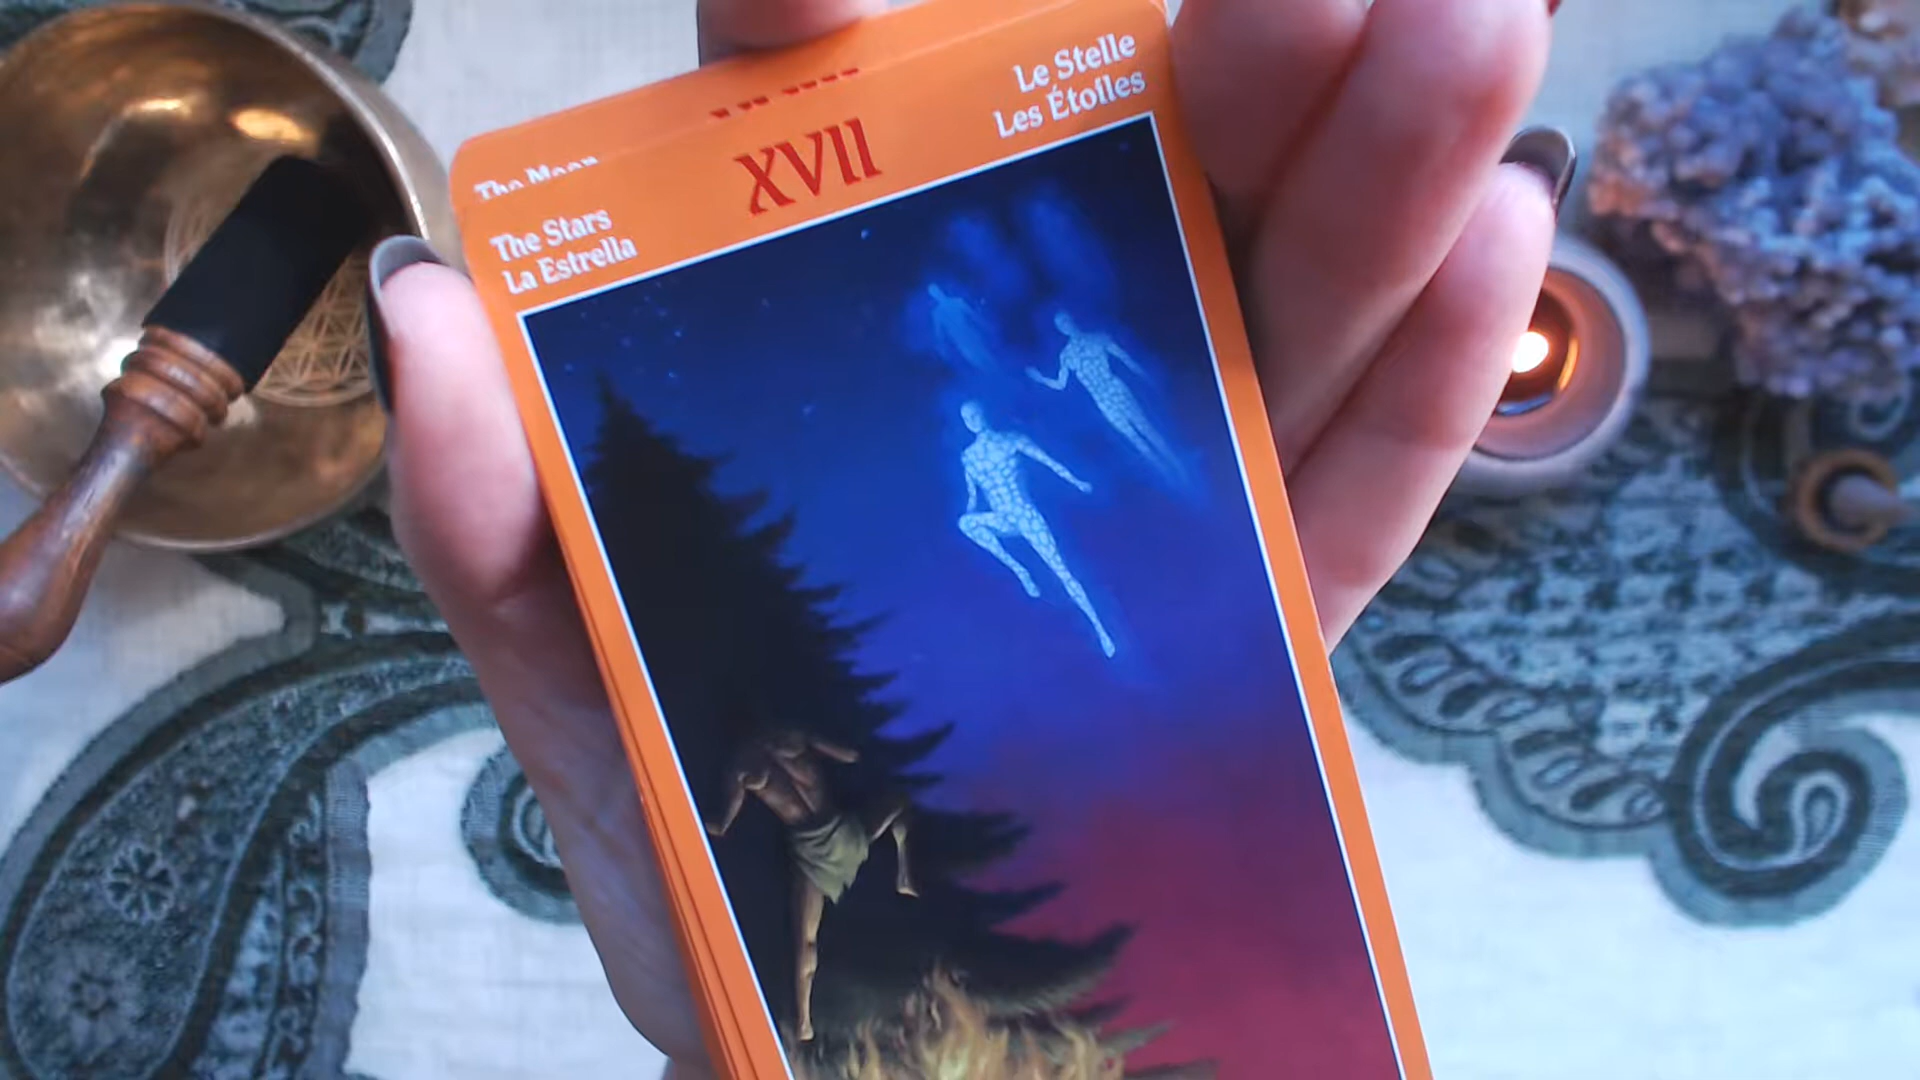 The Moon
XVII
The Stars
La Estrella
Le Stelle
Les Étoiles